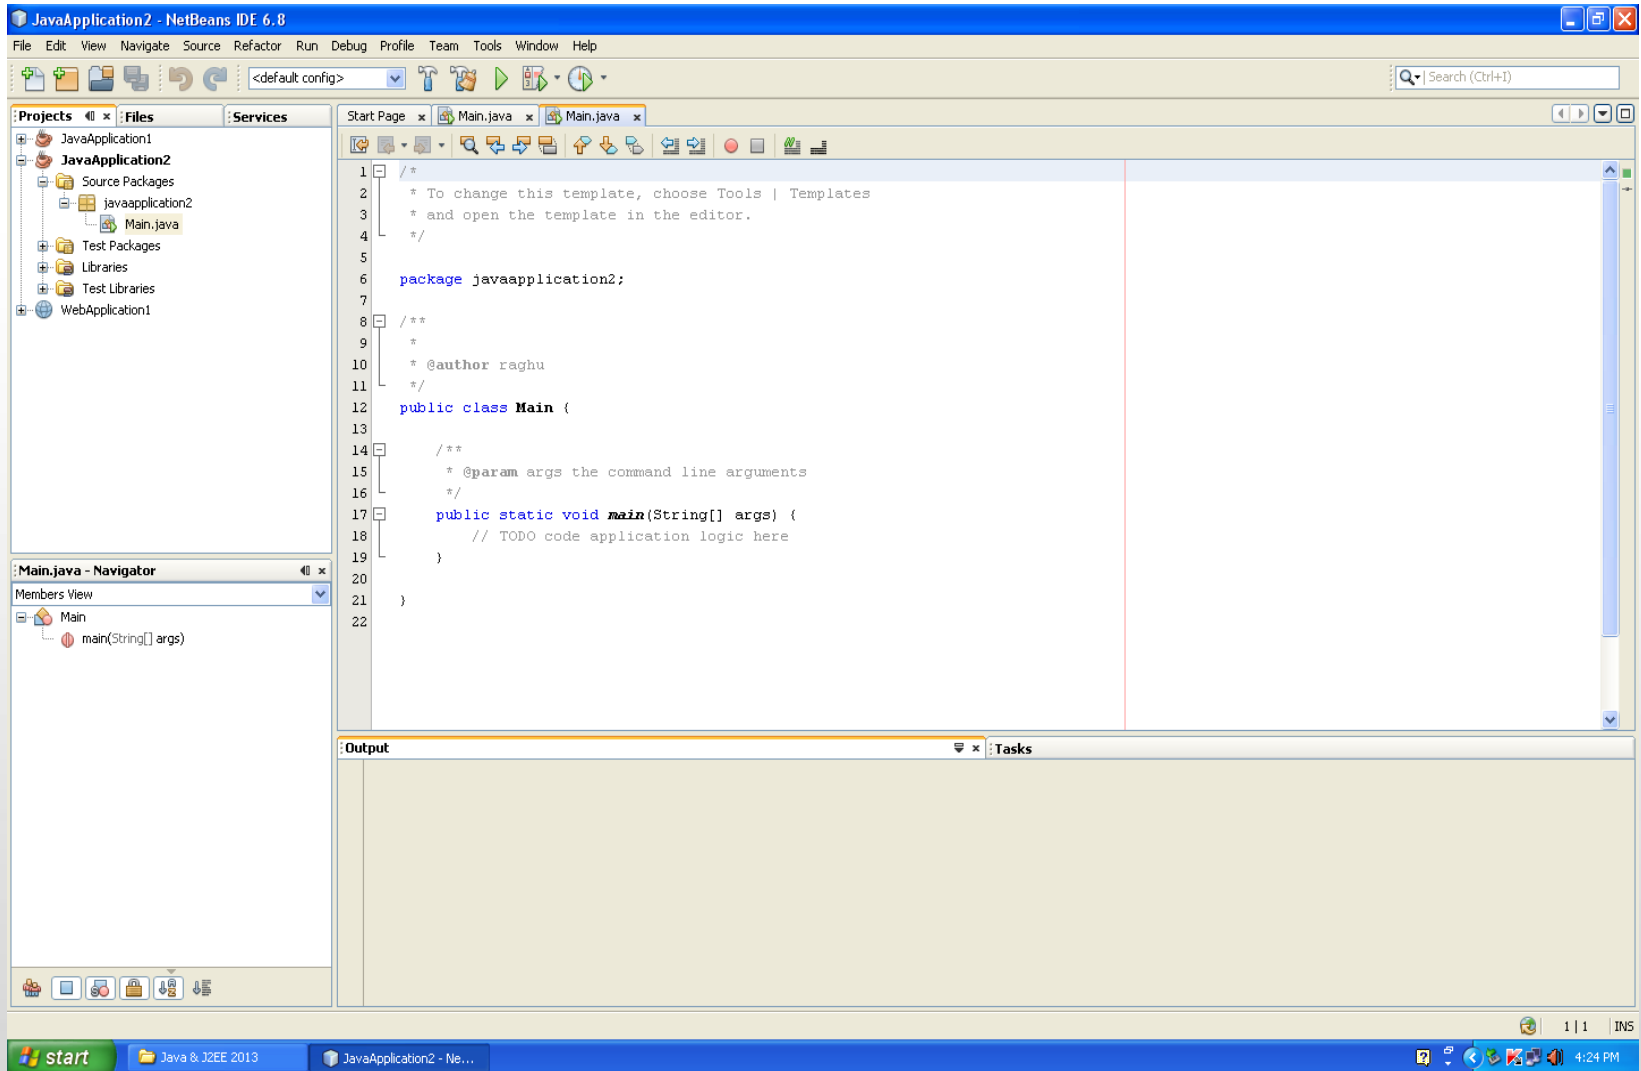 JavaApplication2 - NetBeans IDE 6.8
File Edit View Navigate Source Refactor Run Debug Profile Team Tools Window Help
<default config>
Search (Ctrl+I)
Projects Files Services
JavaApplication1
JavaApplication2
Source Packages
javaapplication2
Main.java
Test Packages
Libraries
Test Libraries
WebApplication1
Main.java - Navigator
Members View
Main
main(String[] args)
Start Page Main.java Main.java
1 /*
2 * To change this template, choose Tools | Templates
3 * and open the template in the editor.
4 */
5
6 package javaapplication2;
7
8 /**
9 *
10 * @author raghu
11 */
12 public class Main {
13
14 /**
15 * @param args the command line arguments
16 */
17 public static void main(String[] args) {
18 // TODO code application logic here
19 }
20
21 }
22
Output Tasks
1|1 INS
start Java & J2EE 2013 JavaApplication2 - Ne... 4:24 PM